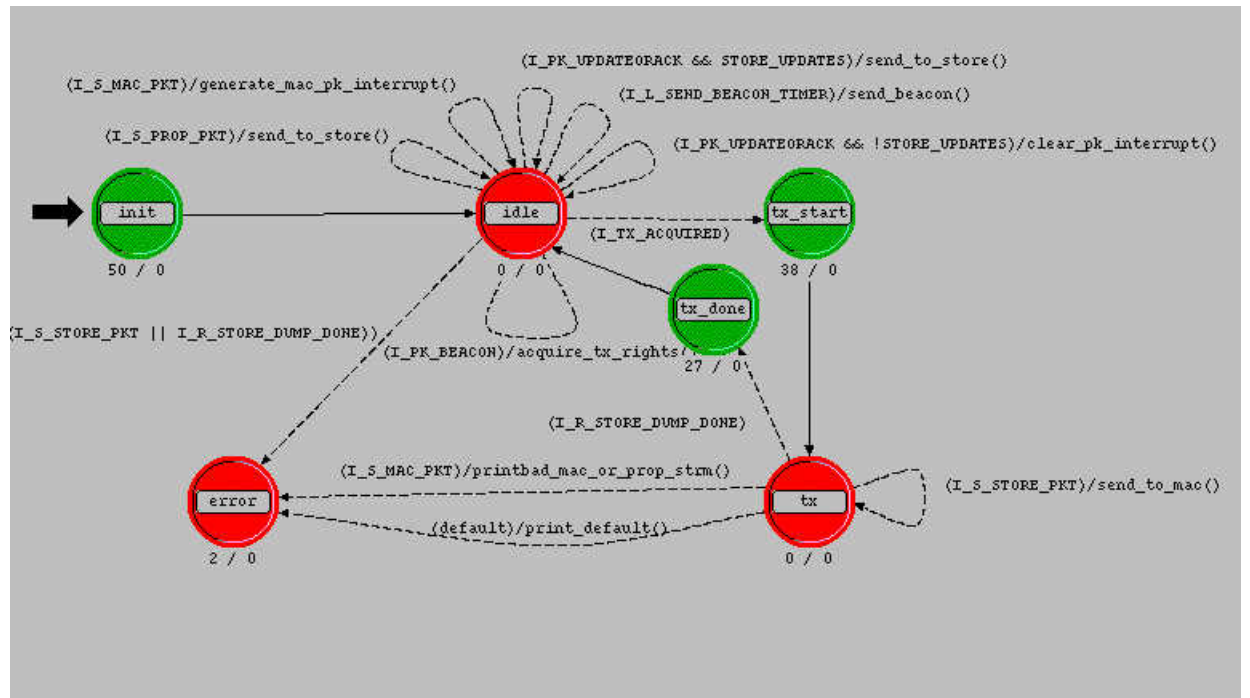 (I_PK_UPDATEORACK && STORE_UPDATES)/send_to_store()
(I_S_MAC_PKT)/generate_mac_pk_interrupt()
(I_L_SEND_BEACON_TIMER)/send_beacon()
(I_S_PROP_PKT)/send_to_store()
(I_PK_UPDATEORACK && !STORE_UPDATES)/clear_pk_interrupt()
init
idle
tx_start
(I_TX_ACQUIRED)
50 / 0
0 / 0
38 / 0
tx_done
(I_S_STORE_PKT || I_R_STORE_DUMP_DONE))
(I_PK_BEACON)/acquire_tx_rights(
27 / 0
(I_R_STORE_DUMP_DONE)
(I_S_MAC_PKT)/printbad_mac_or_prop_strm()
(I_S_STORE_PKT)/send_to_mac()
error
tx
(default)/print_default()
2 / 0
0 / 0